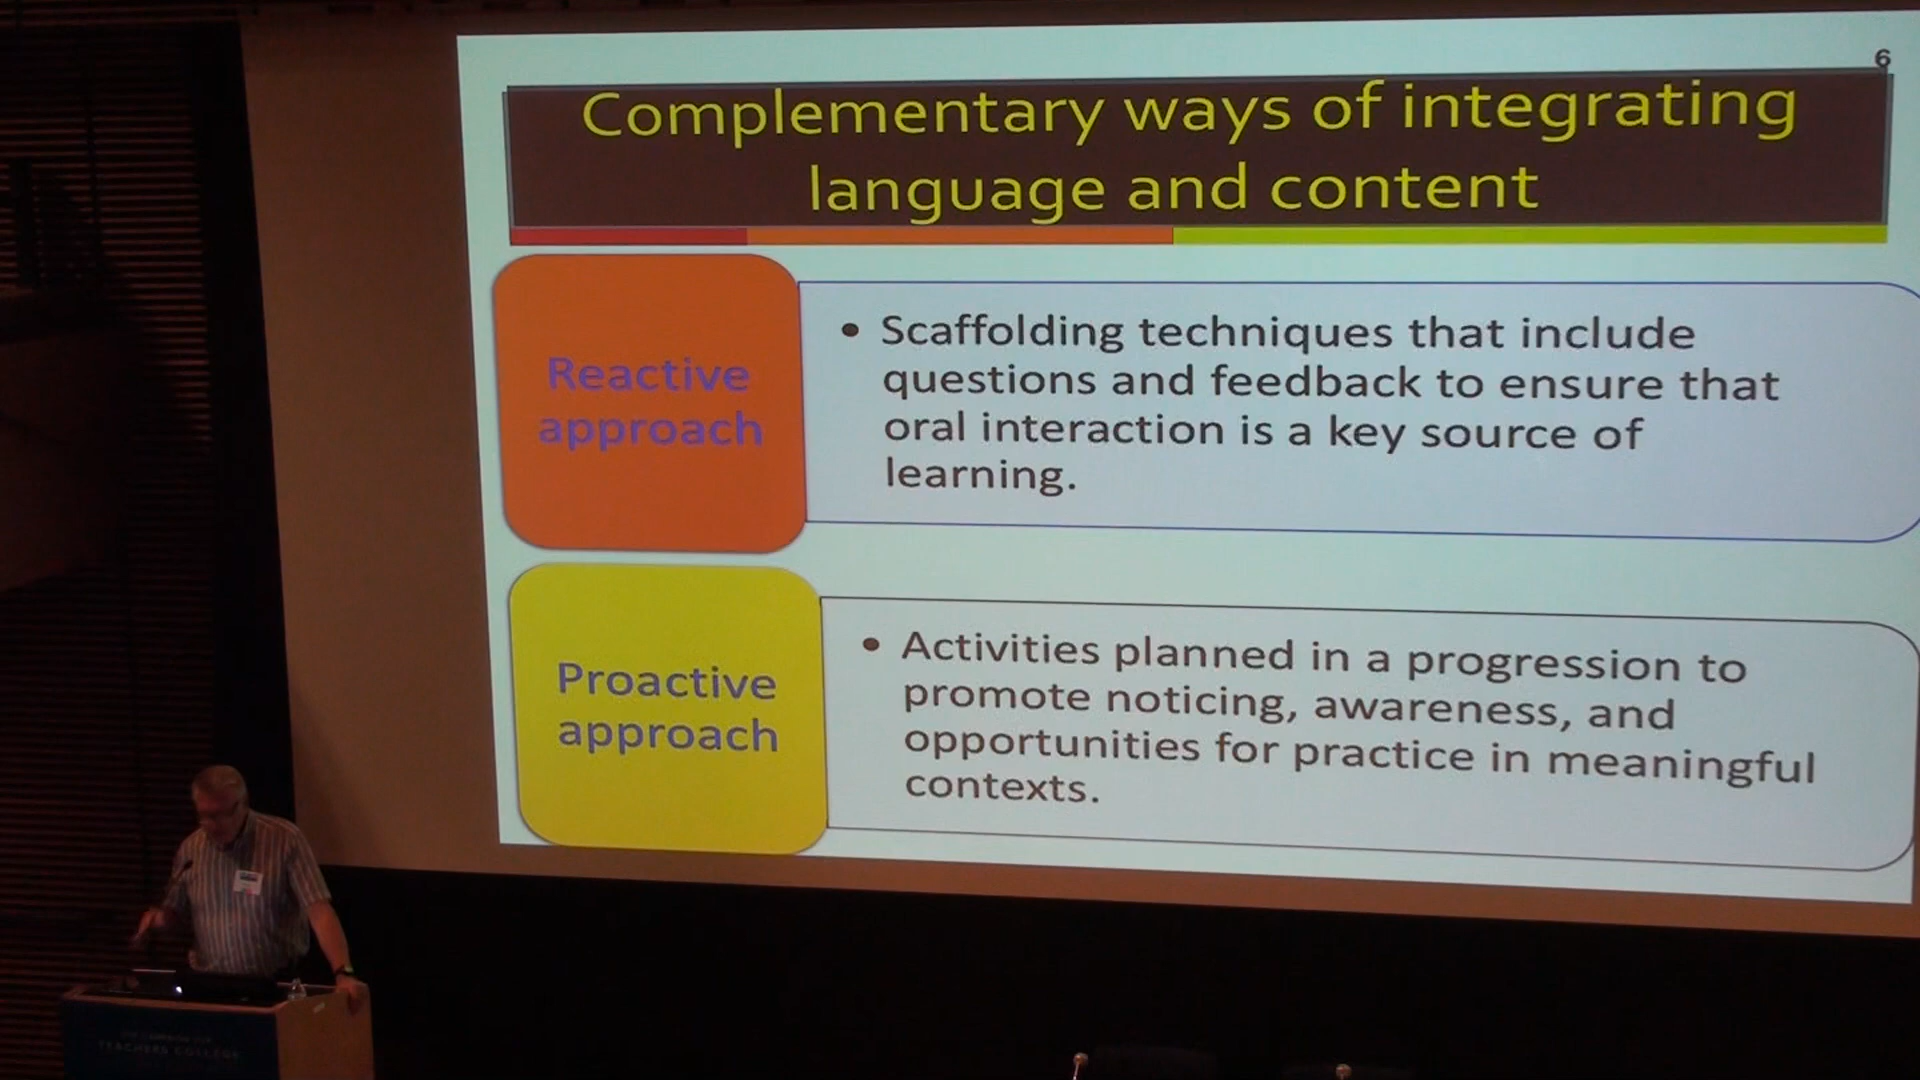 6
Complementary ways of integrating
language and content
Reactive
approach
• Scaffolding techniques that include
questions and feedback to ensure that
oral interaction is a key source of
learning.
Proactive
approach
• Activities planned in a progression to
promote noticing, awareness, and
opportunities for practice in meaningful
contexts.
TEACHERS COLLEGE